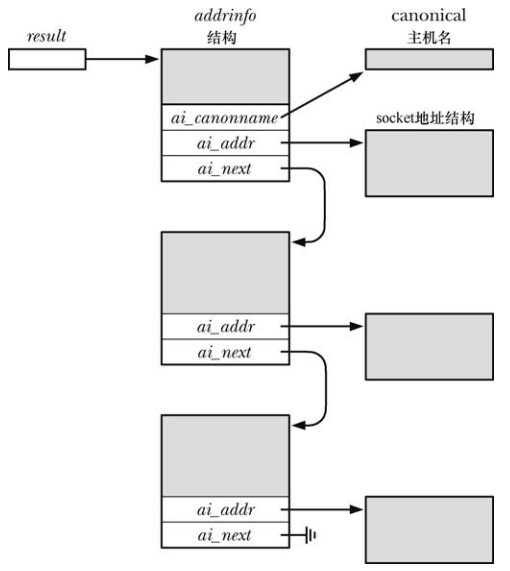 result
addrinfo
结构
canonical
主机名
ai_canonname
ai_addr
ai_next
socket地址结构
ai_addr
ai_next
ai_addr
ai_next